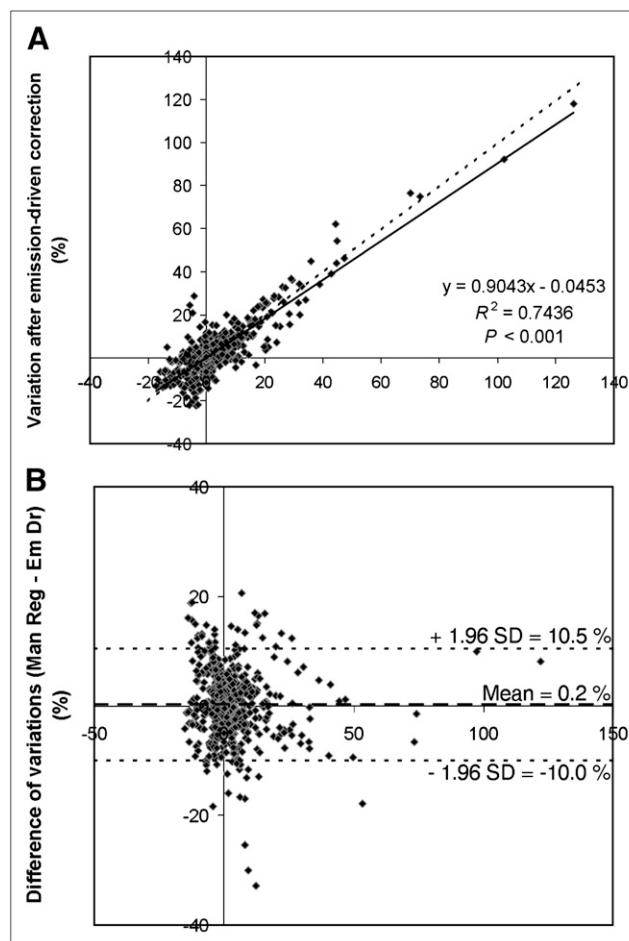 A
Variation after emission-driven correction
(%)
140
120
100
80
60
40
20
-20
-40
-40 -20 0 20 40 60 80 100 120 140
y = 0.9043x - 0.0453
R² = 0.7436
P < 0.001
B
Difference of variations (Man Reg - Em Dr)
(%)
40
20
-20
-40
-50 0 50 100 150
+ 1.96 SD = 10.5 %
Mean = 0.2 %
- 1.96 SD = -10.0 %